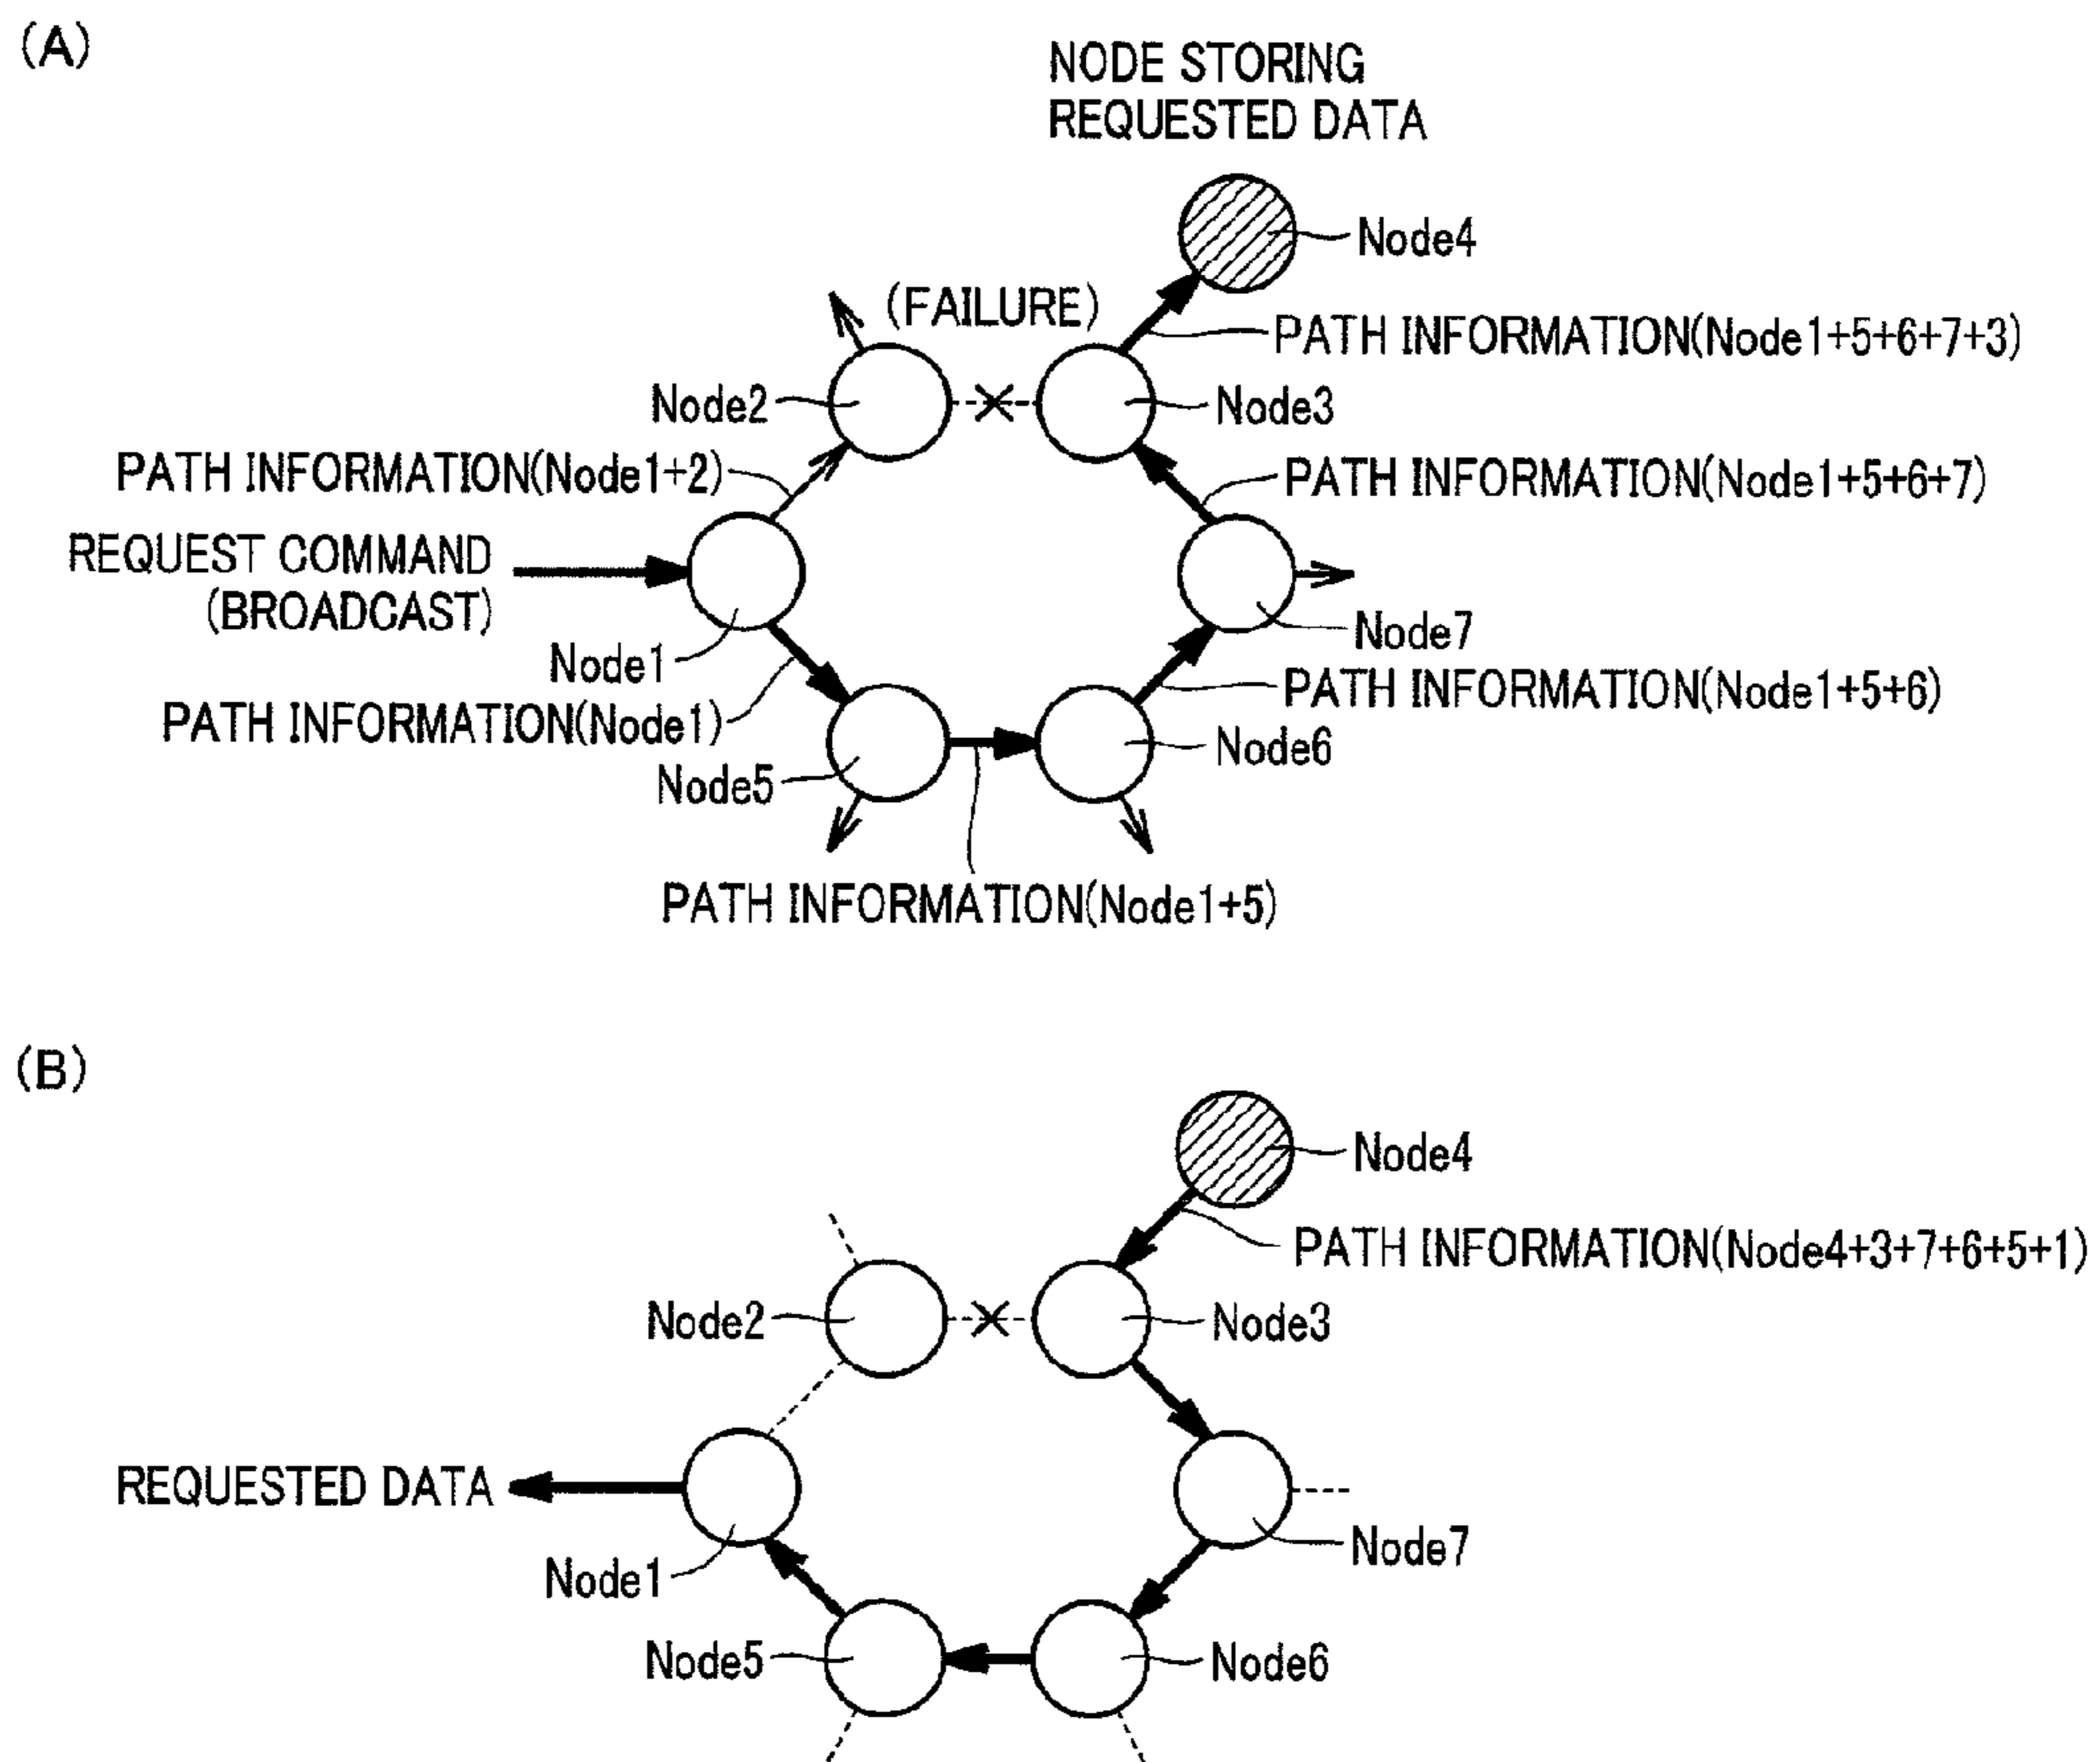 (A)
NODE STORING
REQUESTED DATA
Node4
(FAILURE)
PATH INFORMATION(Node1+5+6+7+3)
Node2
Node3
PATH INFORMATION(Node1+2)
PATH INFORMATION(Node1+5+6+7)
REQUEST COMMAND
(BROADCAST)
Node7
Node1
PATH INFORMATION(Node1+5+6)
PATH INFORMATION(Node1)
Node6
Node5
PATH INFORMATION(Node1+5)
(B)
Node4
PATH INFORMATION(Node4+3+7+6+5+1)
Node2
Node3
REQUESTED DATA
Node7
Node1
Node5
Node6